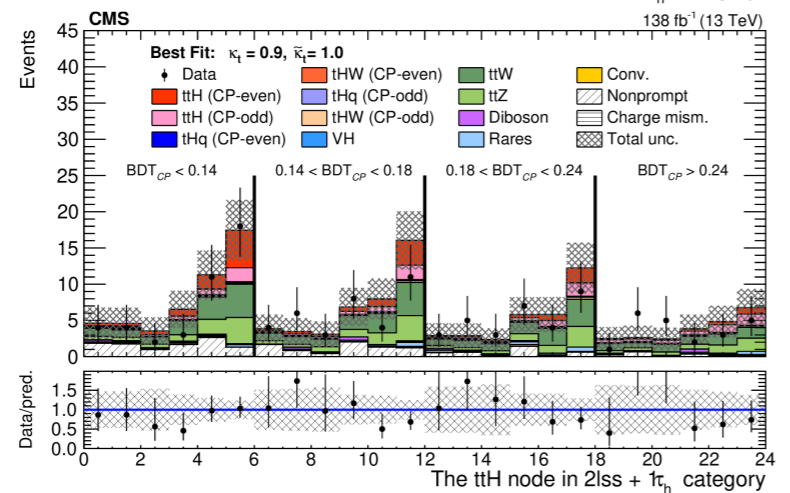 CMS 138 fb⁻¹ (13 TeV)
Events
45
40
35
30
25
20
15
10
5
0
Best Fit: κt = 0.9, κ̃t = 1.0
Data tHW (CP-even) ttW Conv.
ttH (CP-even) tHq (CP-odd) ttZ Nonprompt
ttH (CP-odd) tHW (CP-odd) Diboson Charge mism.
tHq (CP-even) VH Rares Total unc.
BDT_CP < 0.14 0.14 < BDT_CP < 0.18 0.18 < BDT_CP < 0.24 BDT_CP > 0.24
Data/pred.
1.5
1.0
0.5
0.0
0 2 4 6 8 10 12 14 16 18 20 22 24
The ttH node in 2lss + 1τh category